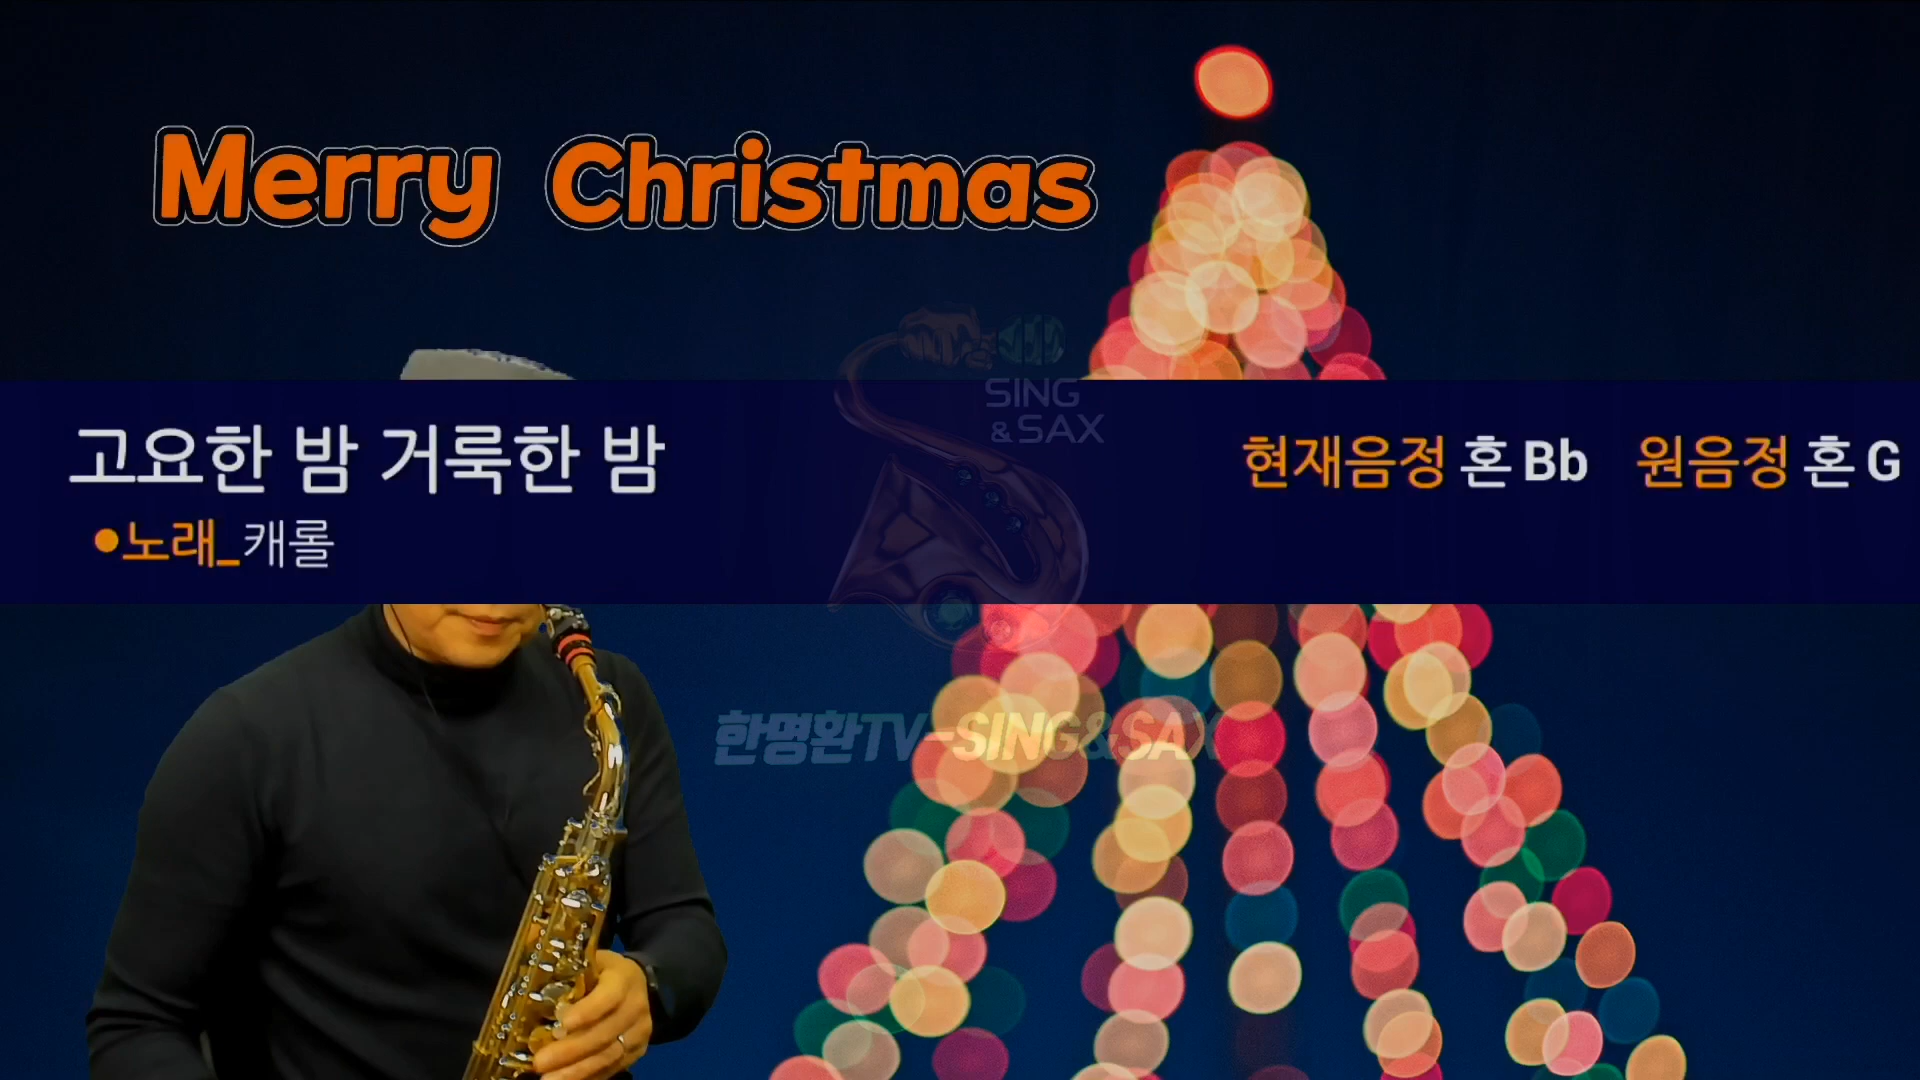 Merry Christmas
SING
& SAX
고요한 밤 거룩한 밤
현재음정 혼 Bb 원음정 혼 G
●노래_캐롤
한명환TV-SING&SAX